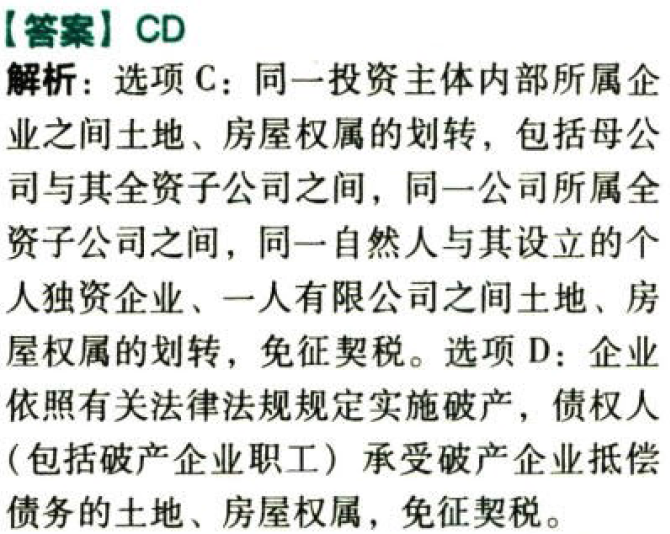 【答案】CD
解析：选项 C：同一投资主体内部所属企
业之间土地、房屋权属的划转，包括母公
司与其全资子公司之间，同一公司所属全
资子公司之间，同一自然人与其设立的个
人独资企业、一人有限公司之间土地、房
屋权属的划转，免征契税。选项 D：企业
依照有关法律法规规定实施破产，债权人
（包括破产企业职工）承受破产企业抵偿
债务的土地、房屋权属，免征契税。